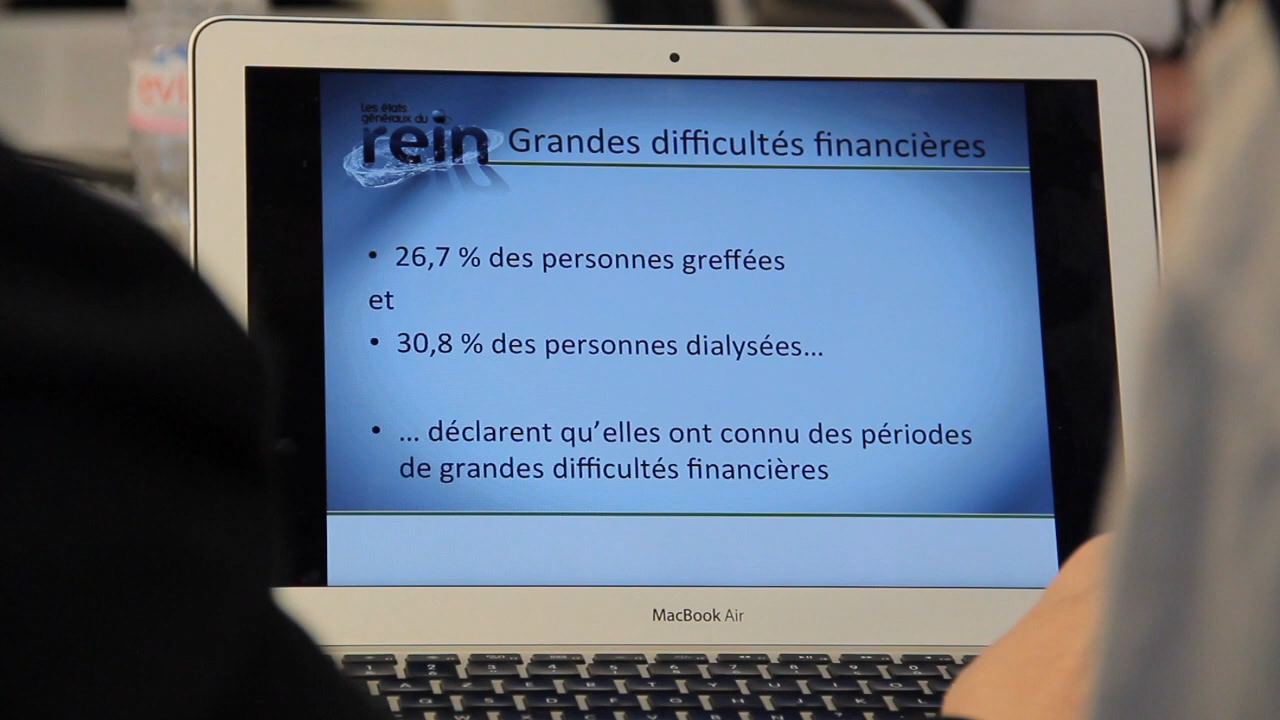 evi
Les états
généraux du
rein
Grandes difficultés financières
• 26,7 % des personnes greffées
et
• 30,8 % des personnes dialysées...
• ... déclarent qu’elles ont connu des périodes
de grandes difficultés financières
MacBook Air